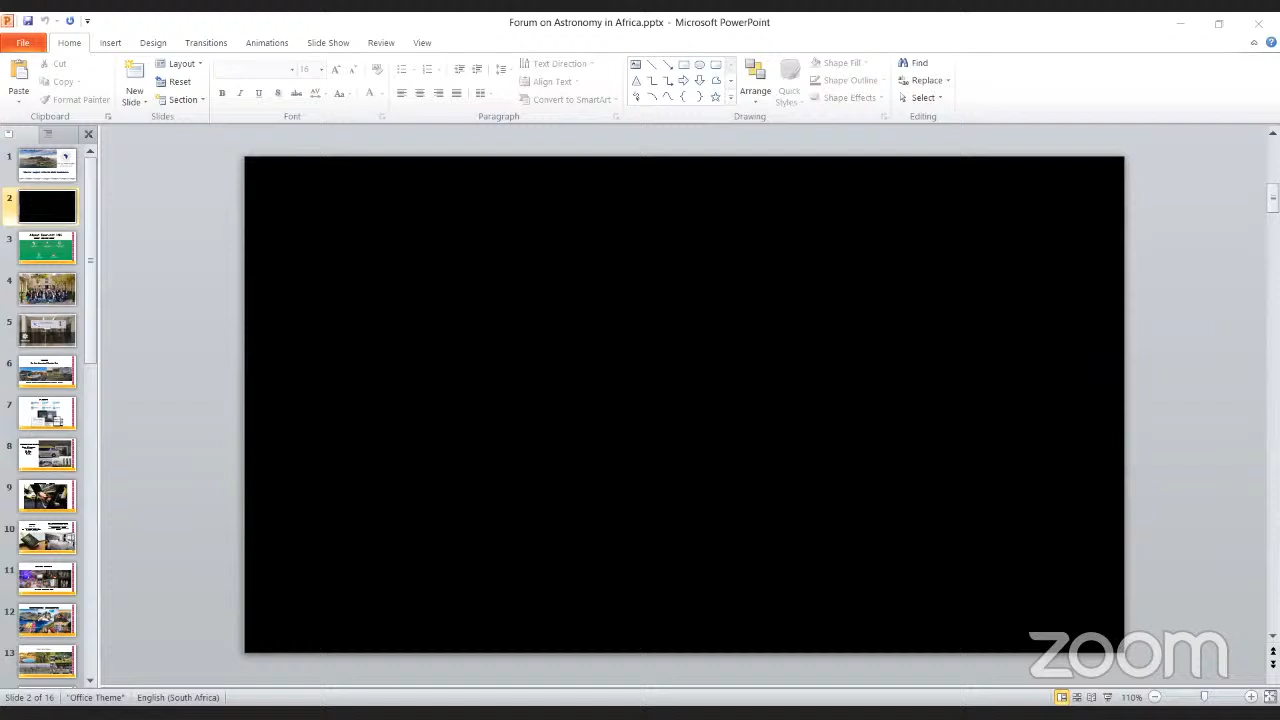 Forum on Astronomy in Africa.pptx - Microsoft PowerPoint
File Home Insert Design Transitions Animations Slide Show Review View
Paste
Cut
Copy
Format Painter
Clipboard
New Slide
Layout
Reset
Section
Slides
16
Font
Text Direction
Align Text
Convert to SmartArt
Paragraph
Arrange
Quick Styles
Shape Fill
Shape Outline
Shape Effects
Drawing
Find
Replace
Select
Editing
1
2
3
4
5
6
7
8
9
10
11
12
13
zoom
Slide 2 of 16 "Office Theme" English (South Africa) 110%